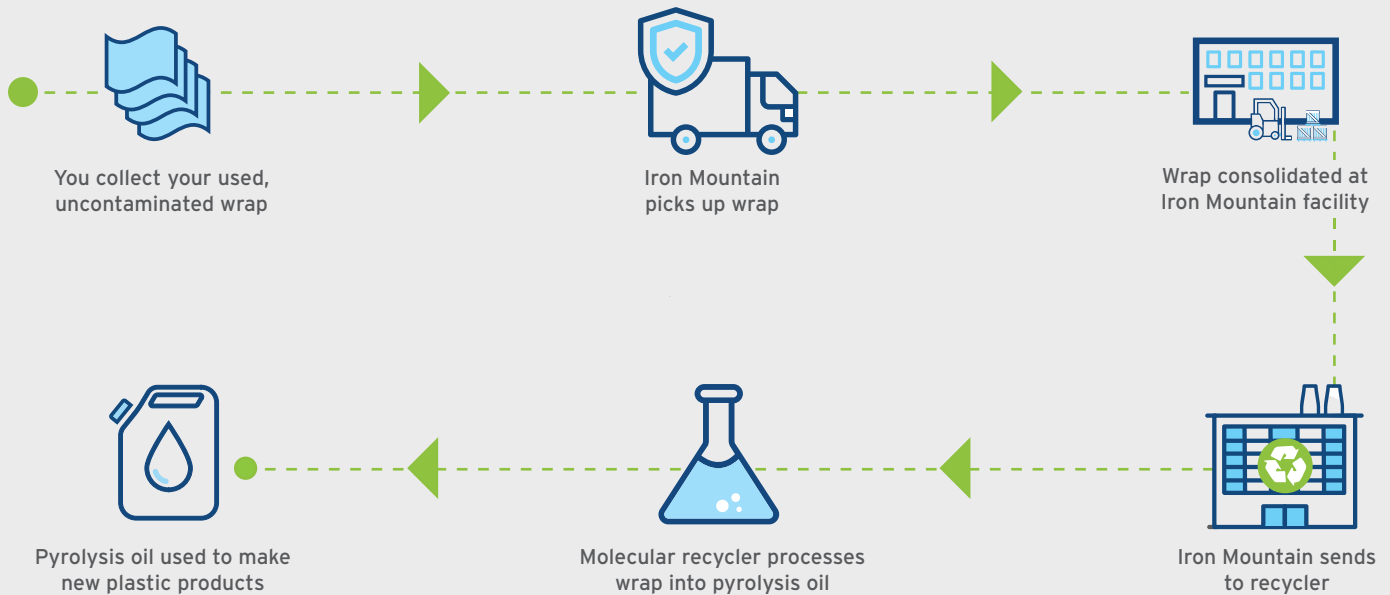 You collect your used,
uncontaminated wrap
Iron Mountain
picks up wrap
Wrap consolidated at
Iron Mountain facility
Pyrolysis oil used to make
new plastic products
Molecular recycler processes
wrap into pyrolysis oil
Iron Mountain sends
to recycler